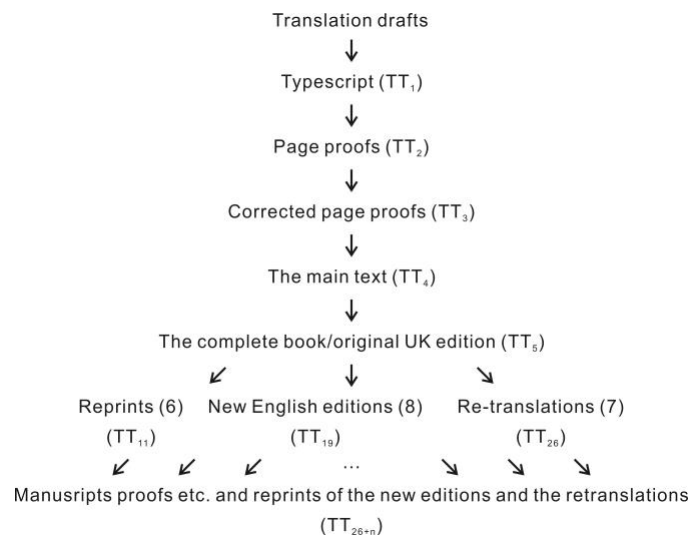 Translation drafts
Typescript (TT₁)
Page proofs (TT₂)
Corrected page proofs (TT₃)
The main text (TT₄)
The complete book/original UK edition (TT₅)
Reprints (6) New English editions (8) Re-translations (7)
(TT₁₁) (TT₁₉) (TT₂₆)
...
Manusripts proofs etc. and reprints of the new editions and the retranslations
(TT₂₆₊ₙ)